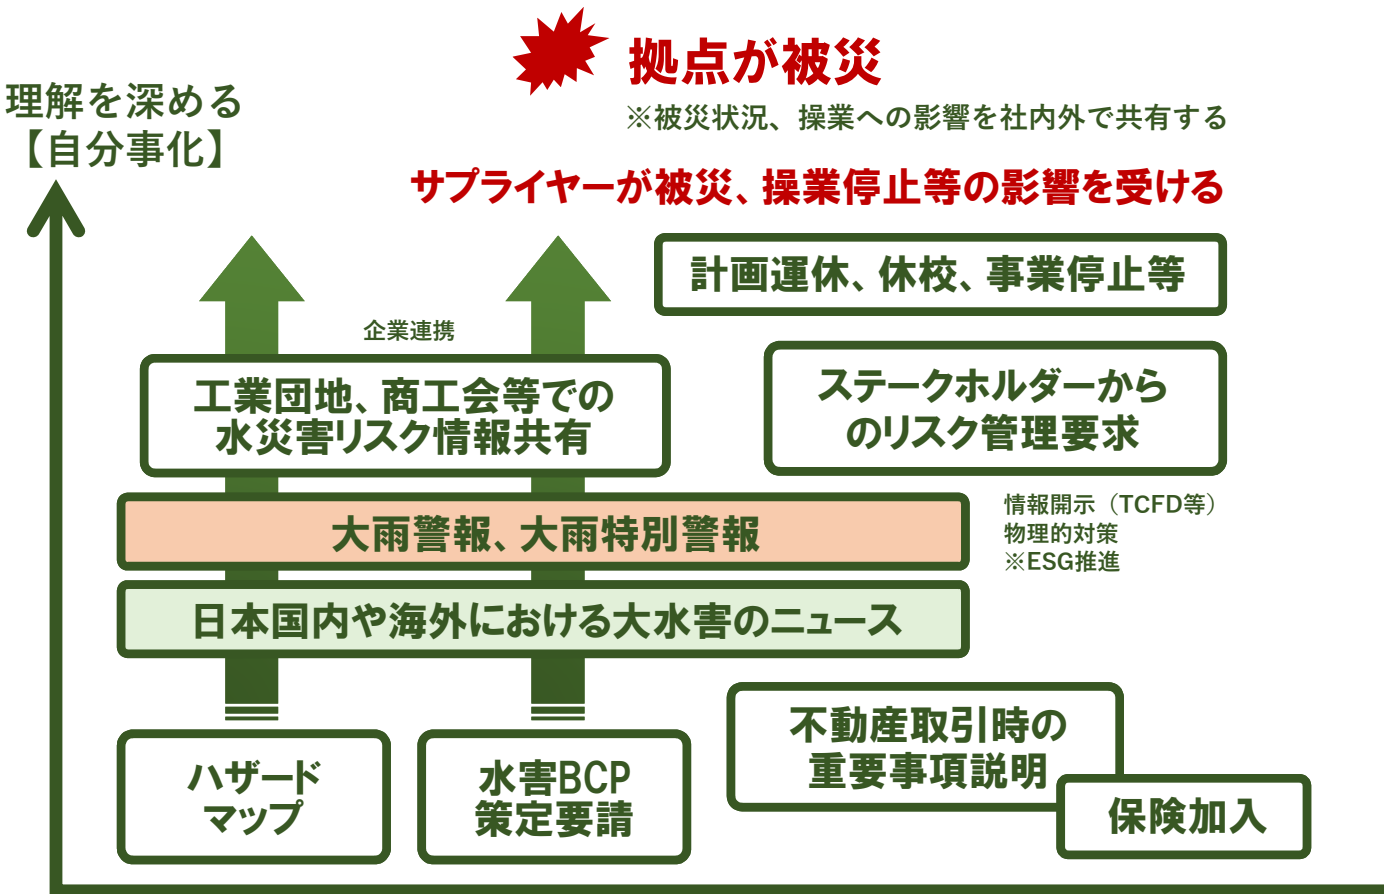 拠点が被災
※被災状況、操業への影響を社内外で共有する
理解を深める
【自分事化】
サプライヤーが被災、操業停止等の影響を受ける
計画運休、休校、事業停止等
企業連携
工業団地、商工会等での
水災害リスク情報共有
ステークホルダーから
のリスク管理要求
大雨警報、大雨特別警報
情報開示（TCFD等）
物理的対策
※ESG推進
日本国内や海外における大水害のニュース
ハザード
マップ
水害BCP
策定要請
不動産取引時の
重要事項説明
保険加入